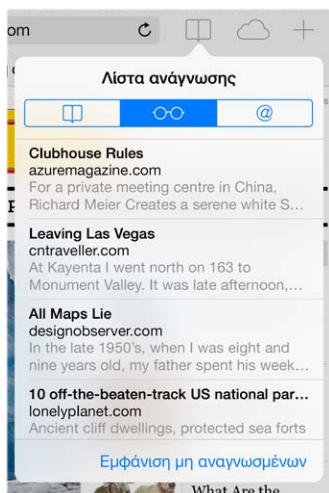 om
Λίστα ανάγνωσης
@
Clubhouse Rules
azuremagazine.com
For a private meeting centre in China,
Richard Meier Creates a serene white S...
Leaving Las Vegas
cntraveller.com
At Kayenta I went north on 163 to
Monument Valley. It was late afternoon,...
All Maps Lie
designobserver.com
In the late 1950's, when I was eight and
nine years old, my father spent his week...
10 off-the-beaten-track US national par...
lonelyplanet.com
Ancient cliff dwellings, protected sea forts
Εμφάνιση μη αναγνωσμένων
What Are the